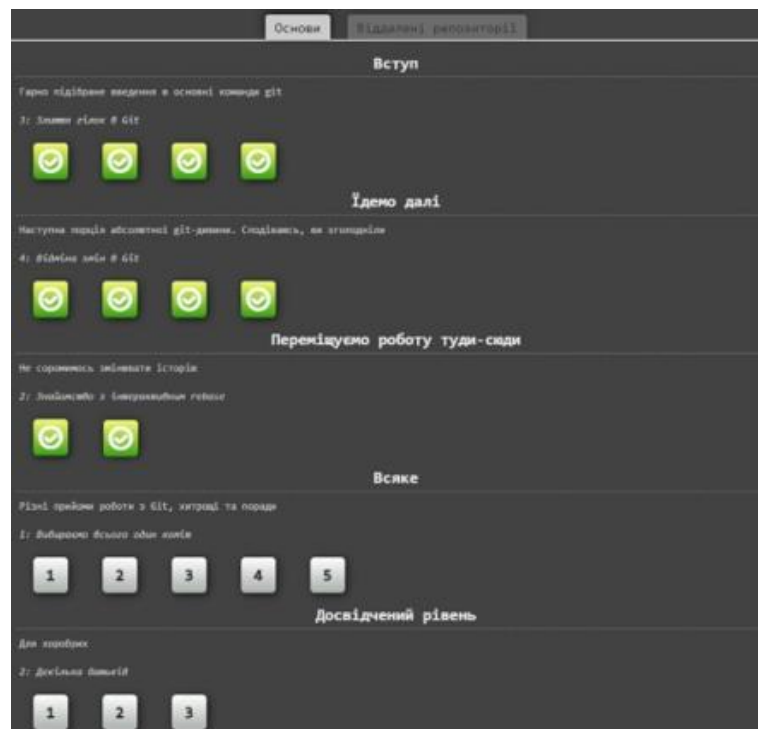 Основи Віддалені репозиторії
Вступ
Гарно підібране введення в основні команди git
3: Злиття гілок в Git
Їдемо далі
Наступна порція абсолютної git-дивини. Сподіваюсь, ви зголодніли
4: Відміна змін в Git
Переміщуємо роботу туди-сюди
Не соромимось змінювати історію
2: Знайомство з інтерактивним rebase
Всяке
Різні прийоми роботи з Git, хитрощі та поради
1: Вибираємо всього один коміт
1 2 3 4 5
Досвідчений рівень
Для хоробрих
2: Декілька батьків
1 2 3